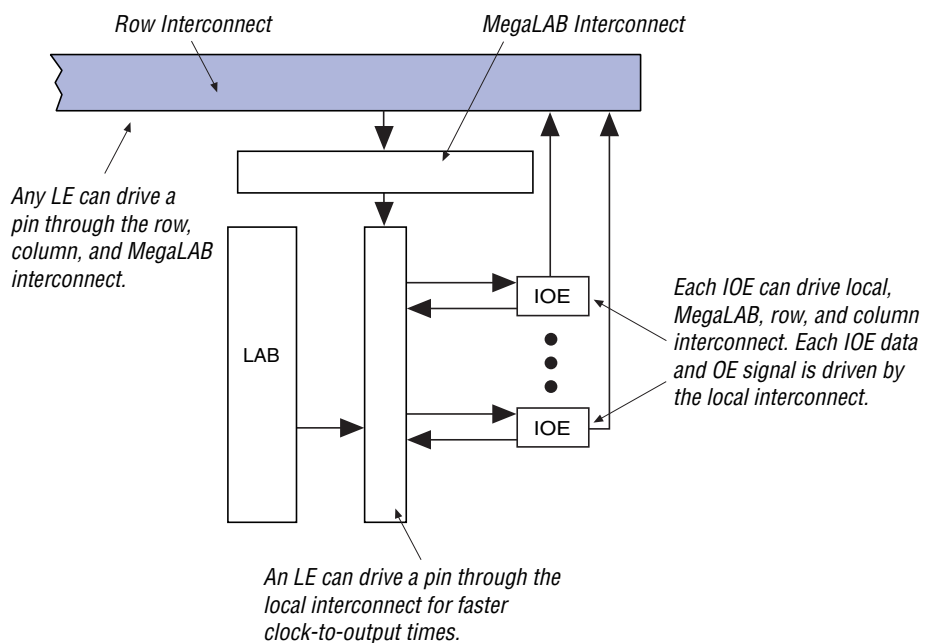 Row Interconnect
MegaLAB Interconnect
Any LE can drive a
pin through the row,
column, and MegaLAB
interconnect.
LAB
IOE
IOE
Each IOE can drive local,
MegaLAB, row, and column
interconnect. Each IOE data
and OE signal is driven by
the local interconnect.
An LE can drive a pin through the
local interconnect for faster
clock-to-output times.